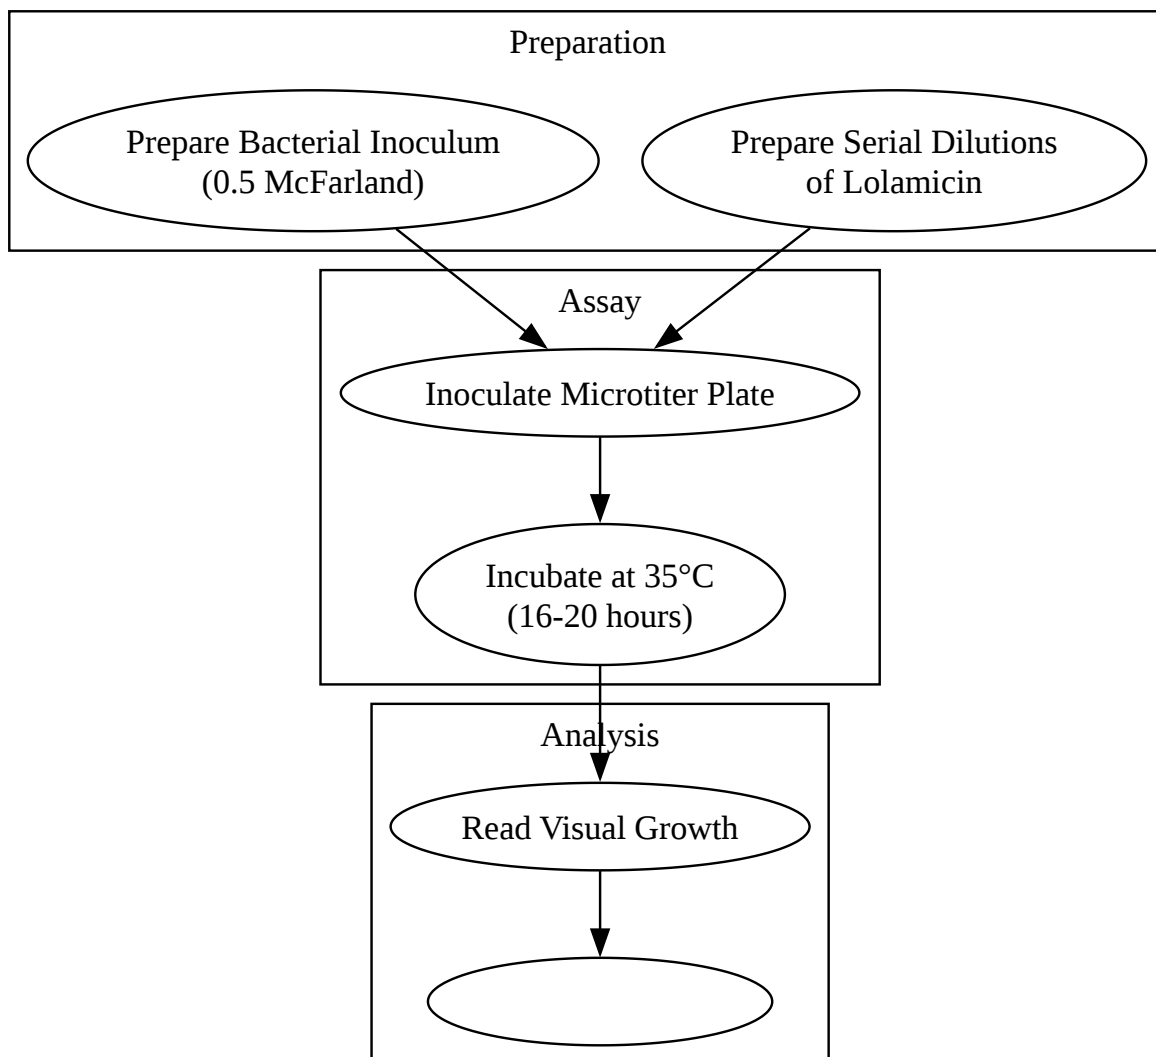 Preparation
Prepare Bacterial Inoculum
(0.5 McFarland)
Prepare Serial Dilutions
of Lolamicin
Assay
Inoculate Microtiter Plate
Incubate at 35°C
(16-20 hours)
Analysis
Read Visual Growth